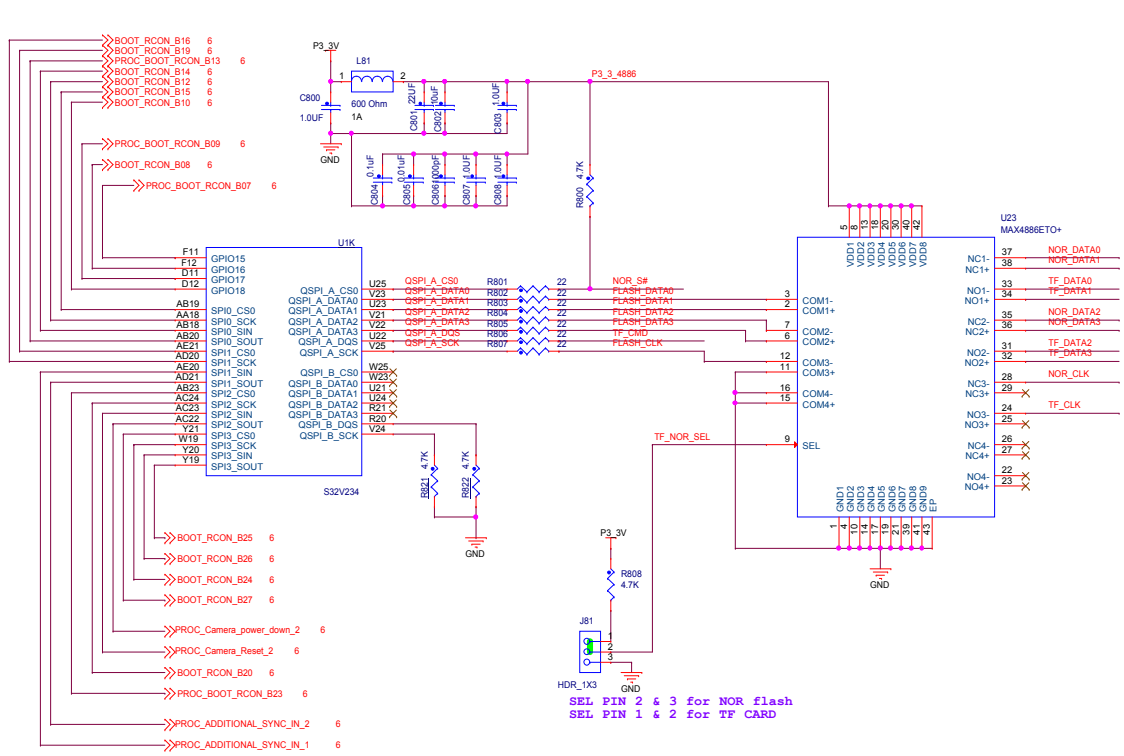 BOOT_RCON_B16 6
BOOT_RCON_B19 6
PROC_BOOT_RCON_B13 6
BOOT_RCON_B14 6
BOOT_RCON_B12 6
BOOT_RCON_B15 6
BOOT_RCON_B10 6
PROC_BOOT_RCON_B09 6
BOOT_RCON_B08 6
PROC_BOOT_RCON_B07 6
P3_3V
L81
1 2
600 Ohm
1A
C800
1.0UF
GND
C801 22UF
C802 10uF
C803 1.0UF
C804 0.1uF
C805 0.01uF
C806
C807 1.0UF
C808 1.0UF
P3_3_4886
R800 4.7K
U1K
F11 GPIO15
F12 GPIO16
D11 GPIO17
D12 GPIO18
AB19 SPI0_CS0
AA18 SPI0_SCK
AB18 SPI0_SIN
AB20 SPI0_SOUT
AE21 SPI1_CS0
AD20 SPI1_SCK
AE20 SPI1_SIN
AD21 SPI1_SOUT
AB23 SPI2_CS0
AC24 SPI2_SCK
AC23 SPI2_SIN
AC22 SPI2_SOUT
Y21 SPI3_CS0
W19 SPI3_SCK
Y20 SPI3_SIN
Y19 SPI3_SOUT
QSPI_A_CS0 U25 QSPI_A_CS0 R801 22 NOR_S#
QSPI_A_DATA0 V23 QSPI_A_DATA0 R802 22 FLASH_DATA0
QSPI_A_DATA1 U23 QSPI_A_DATA1 R803 22 FLASH_DATA1
QSPI_A_DATA2 V21 QSPI_A_DATA2 R804 22 FLASH_DATA2
QSPI_A_DATA3 V22 QSPI_A_DATA3 R805 22 FLASH_DATA3
QSPI_A_DQS U22 QSPI_A_DQS R806 22 TF_CMD
QSPI_A_SCK V25 QSPI_A_SCK R807 22 FLASH_CLK
QSPI_B_CS0 W25
QSPI_B_DATA0 W23
QSPI_B_DATA1 U21
QSPI_B_DATA2 U24
QSPI_B_DATA3 R21
QSPI_B_DQS R20
QSPI_B_SCK V24
S32V234
R821 4.7K
R822 4.7K
GND
U23
MAX4886ETO+
5 8 13 18 20 30 40 42
VDD1 VDD2 VDD3 VDD4 VDD5 VDD6 VDD7 VDD8
3 COM1-
2 COM1+
7 COM2-
6 COM2+
12 COM3-
11 COM3+
16 COM4-
15 COM4+
TF_NOR_SEL 9 SEL
NC1- 37 NOR_DATA0
NC1+ 38 NOR_DATA1
NO1- 33 TF_DATA0
NO1+ 34 TF_DATA1
NC2- 35 NOR_DATA2
NC2+ 36 NOR_DATA3
NO2- 31 TF_DATA2
NO2+ 32 TF_DATA3
NC3- 28 NOR_CLK
NC3+ 29
NO3- 24 TF_CLK
NO3+ 25
NC4- 26
NC4+ 27
NO4- 22
NO4+ 23
GND1 GND2 GND3 GND4 GND5 GND6 GND7 GND8 GND9 EP
1 4 10 14 17 19 21 39 41 43
GND
BOOT_RCON_B25 6
BOOT_RCON_B26 6
BOOT_RCON_B24 6
BOOT_RCON_B27 6
PROC_Camera_power_down_2 6
PROC_Camera_Reset_2 6
BOOT_RCON_B20 6
PROC_BOOT_RCON_B23 6
PROC_ADDITIONAL_SYNC_IN_2 6
PROC_ADDITIONAL_SYNC_IN_1 6
P3_3V
R808
4.7K
J81
1
2
3
HDR_1X3
GND
SEL PIN 2 & 3 for NOR flash
SEL PIN 1 & 2 for TF CARD